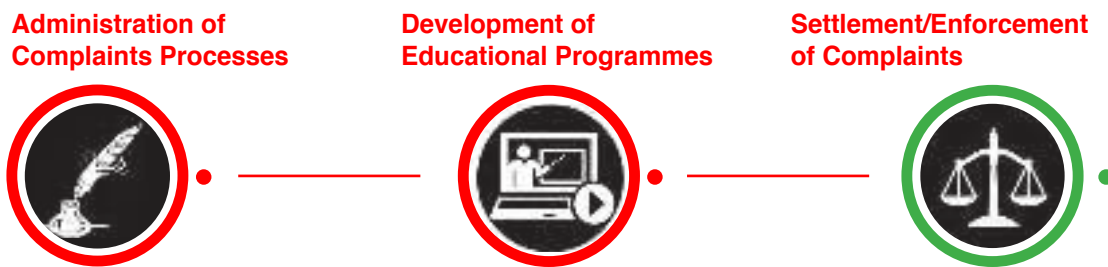 Administration of
Complaints Processes
Development of
Educational Programmes
Settlement/Enforcement
of Complaints